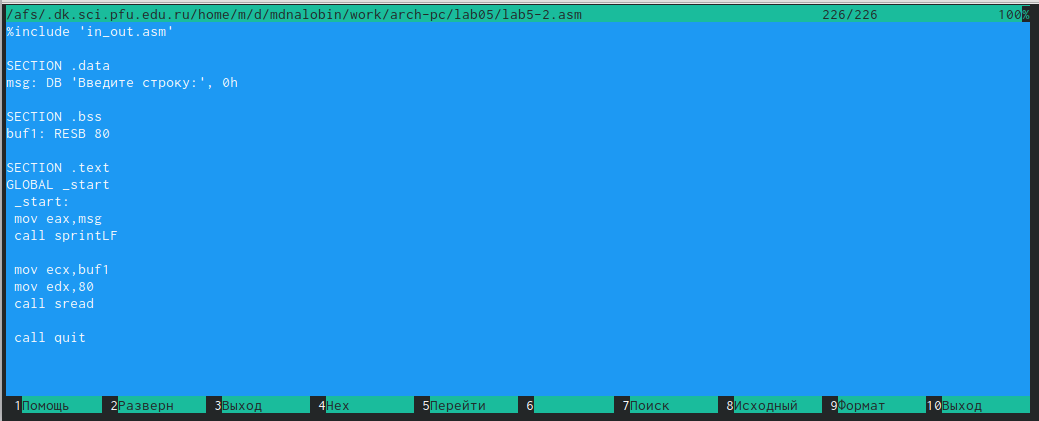 /afs/.dk.sci.pfu.edu.ru/home/m/d/mdnalobin/work/arch-pc/lab05/lab5-2.asm 226/226 100%
%include 'in_out.asm'
SECTION .data
msg: DB 'Введите строку:', 0h
SECTION .bss
buf1: RESB 80
SECTION .text
GLOBAL _start
_start:
mov eax,msg
call sprintLF
mov ecx,buf1
mov edx,80
call sread
call quit
1Помощь 2Разверн 3Выход 4Hex 5Перейти 6 7Поиск 8Исходный 9Формат 10Выход